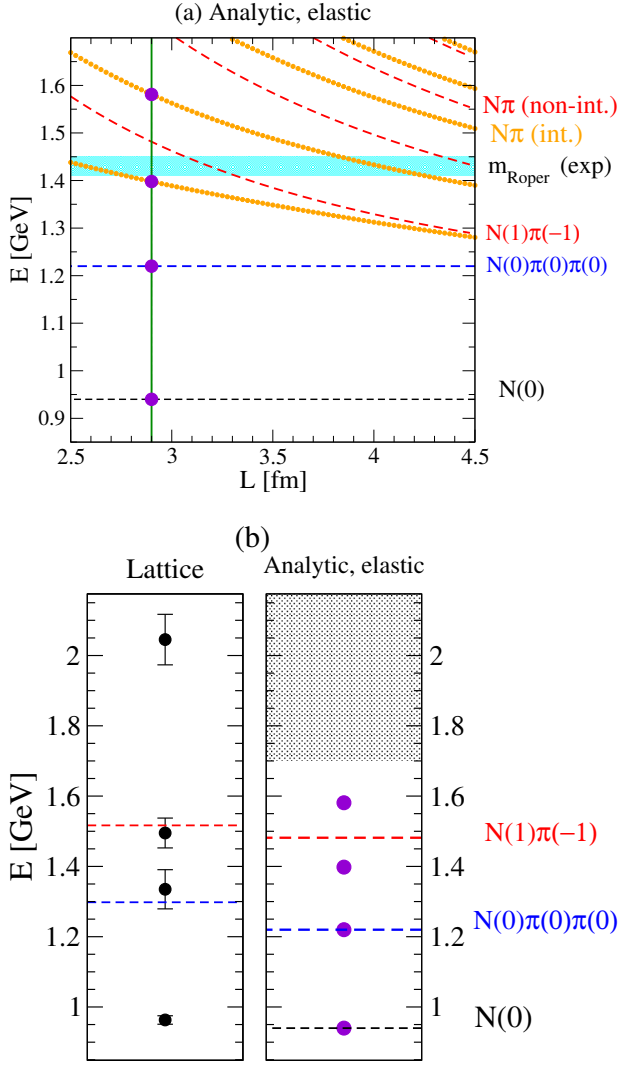 (a) Analytic, elastic
E [GeV]
1.6
1.5
1.4
1.3
1.2
1.1
1
0.9
2.5
3
3.5
4
4.5
L [fm]
Nπ (non-int.)
Nπ (int.)
m_Roper (exp)
N(1)π(−1)
N(0)π(0)π(0)
N(0)
(b)
Lattice
Analytic, elastic
E [GeV]
2
1.8
1.6
1.4
1.2
1
2
1.8
1.6
1.4
1.2
1
N(1)π(−1)
N(0)π(0)π(0)
N(0)